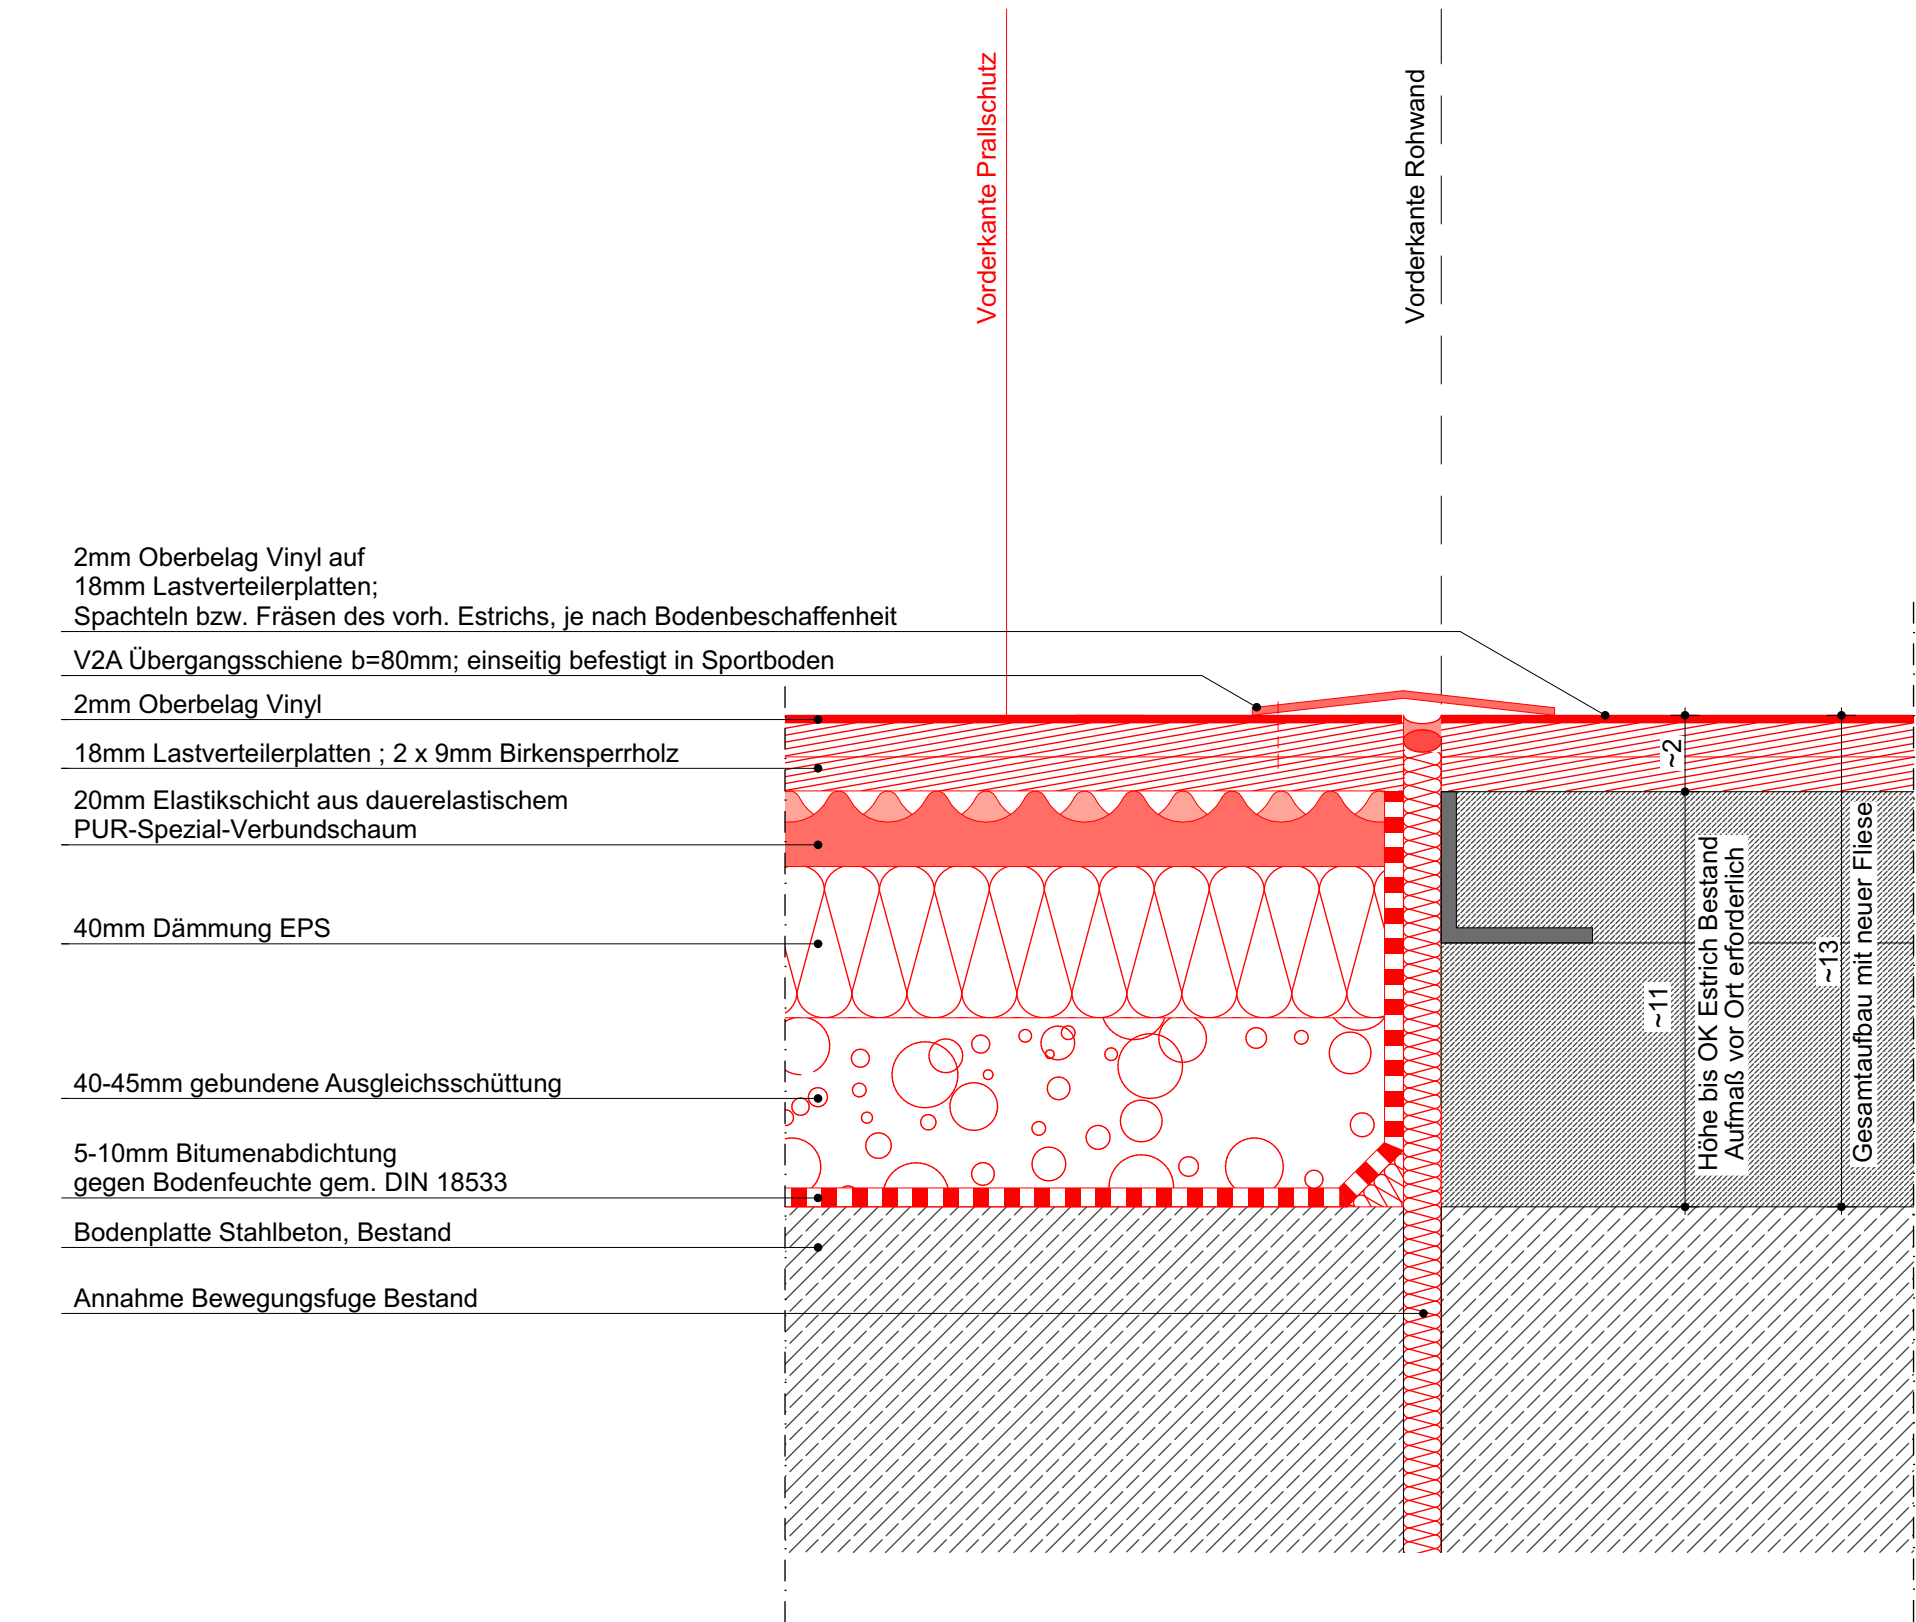 Vorderkante Prallschutz
Vorderkante Rohwand
2mm Oberbelag Vinyl auf
18mm Lastverteilerplatten;
Spachteln bzw. Fräsen des vorh. Estrichs, je nach Bodenbeschaffenheit
V2A Übergangsschiene b=80mm; einseitig befestigt in Sportboden
2mm Oberbelag Vinyl
18mm Lastverteilerplatten ; 2 x 9mm Birkensperrholz
20mm Elastikschicht aus dauerelastischem
PUR-Spezial-Verbundschaum
40mm Dämmung EPS
40-45mm gebundene Ausgleichsschüttung
5-10mm Bitumenabdichtung
gegen Bodenfeuchte gem. DIN 18533
Bodenplatte Stahlbeton, Bestand
Annahme Bewegungsfuge Bestand
~2
~11
Höhe bis OK Estrich Bestand
Aufmaß vor Ort erforderlich
~13
Gesamtaufbau mit neuer Fliese